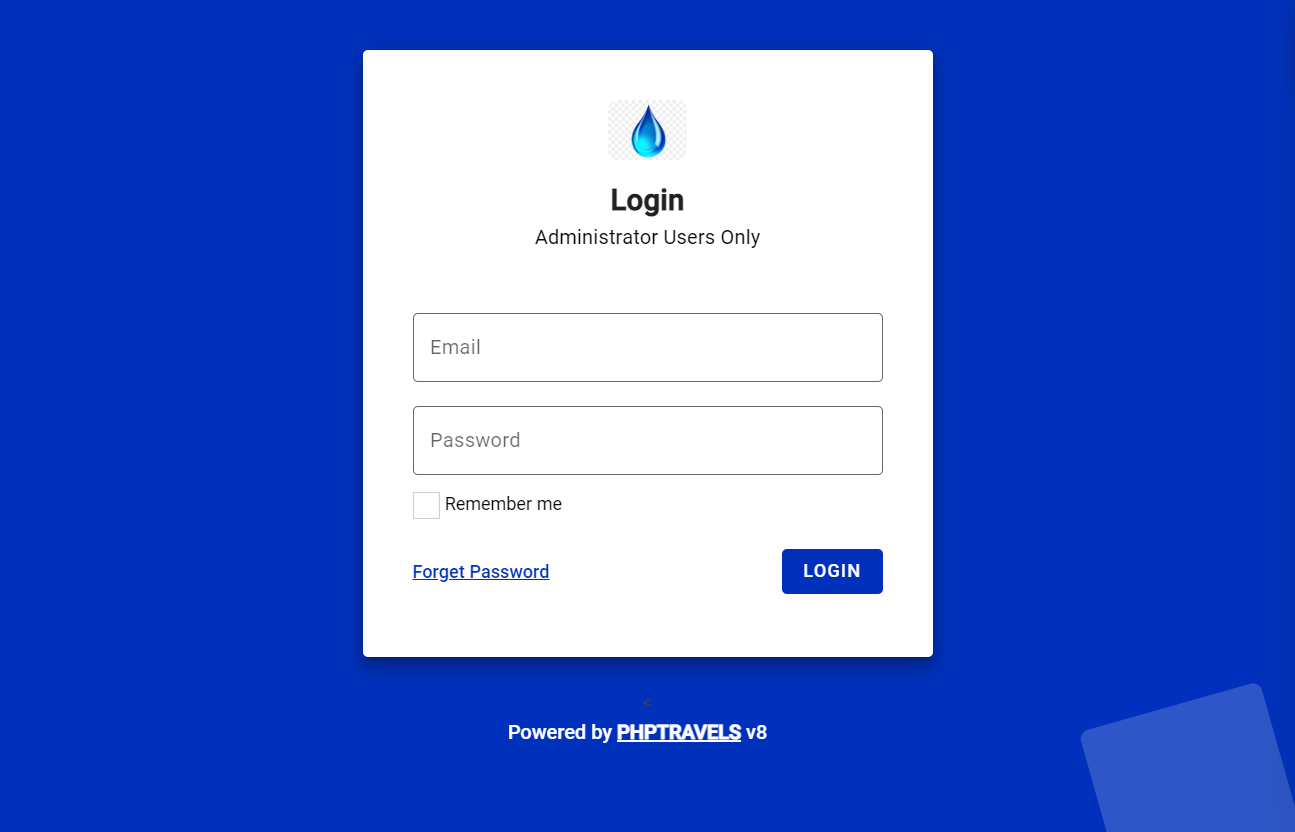 Login
Administrator Users Only
Email
Password
Remember me
Forget Password
LOGIN
<
Powered by PHPTRAVELS v8